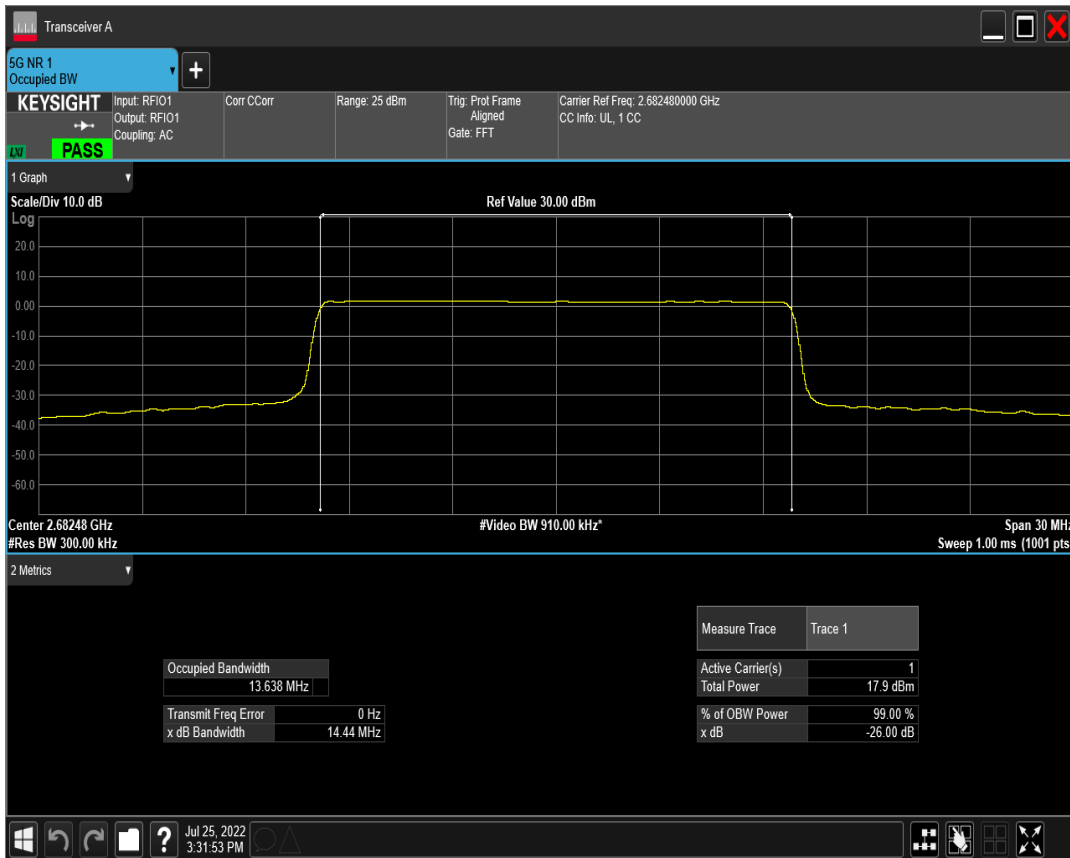 Transceiver A
5G NR 1
Occupied BW
+
KEYSIGHT
LXI
PASS
Input: RFIO1
Output: RFIO1
Coupling: AC
Corr CCorr
Range: 25 dBm
Trig: Prot Frame
Aligned
Gate: FFT
Carrier Ref Freq: 2.682480000 GHz
CC Info: UL, 1 CC
1 Graph
Scale/Div 10.0 dB
Ref Value 30.00 dBm
Log
20.0
10.0
0.00
-10.0
-20.0
-30.0
-40.0
-50.0
-60.0
Center 2.68248 GHz
#Video BW 910.00 kHz*
Span 30 MHz
#Res BW 300.00 kHz
Sweep 1.00 ms (1001 pts
2 Metrics
Measure Trace Trace 1
Occupied Bandwidth
13.638 MHz
Active Carrier(s) 1
Total Power 17.9 dBm
Transmit Freq Error 0 Hz
x dB Bandwidth 14.44 MHz
% of OBW Power 99.00 %
x dB -26.00 dB
?
Jul 25, 2022
3:31:53 PM